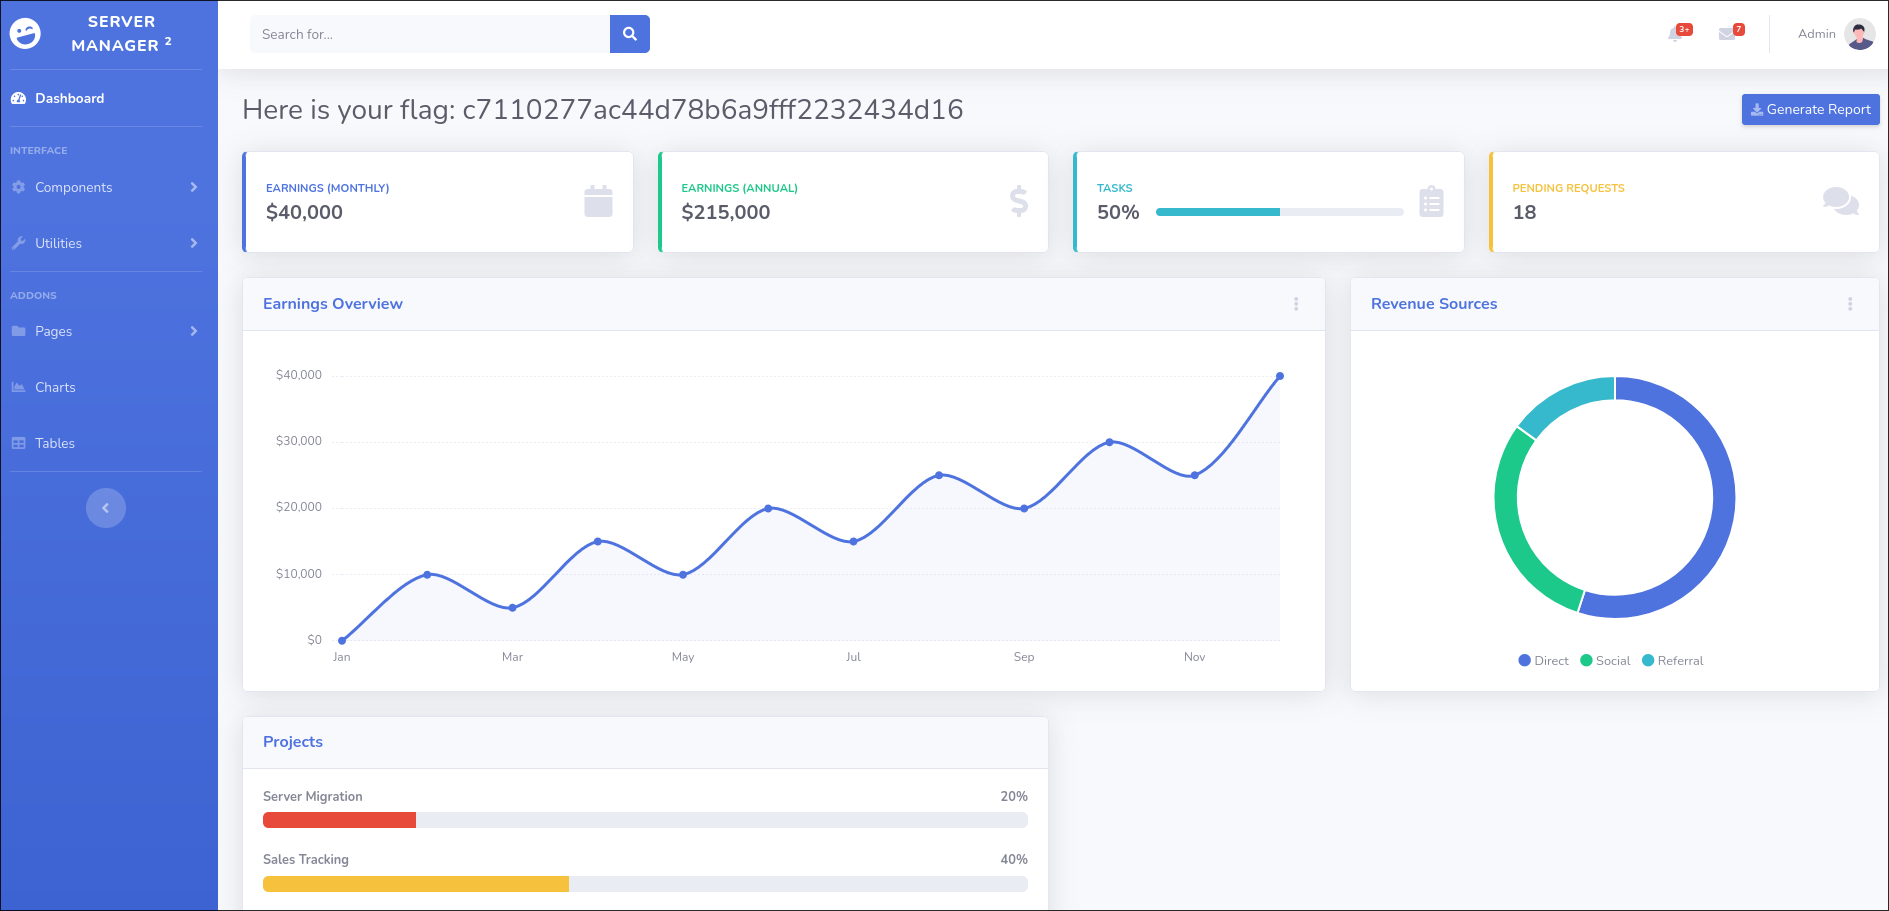 SERVER
MANAGER 2
Search for...
3+
7
Admin
Dashboard
INTERFACE
Components
Utilities
ADDONS
Pages
Charts
Tables
Here is your flag: c7110277ac44d78b6a9fff2232434d16
Generate Report
EARNINGS (MONTHLY)
$40,000
EARNINGS (ANNUAL)
$215,000
TASKS
50%
PENDING REQUESTS
18
Earnings Overview
$40,000
$30,000
$20,000
$10,000
$0
Jan Mar May Jul Sep Nov
Revenue Sources
Direct Social Referral
Projects
Server Migration 20%
Sales Tracking 40%